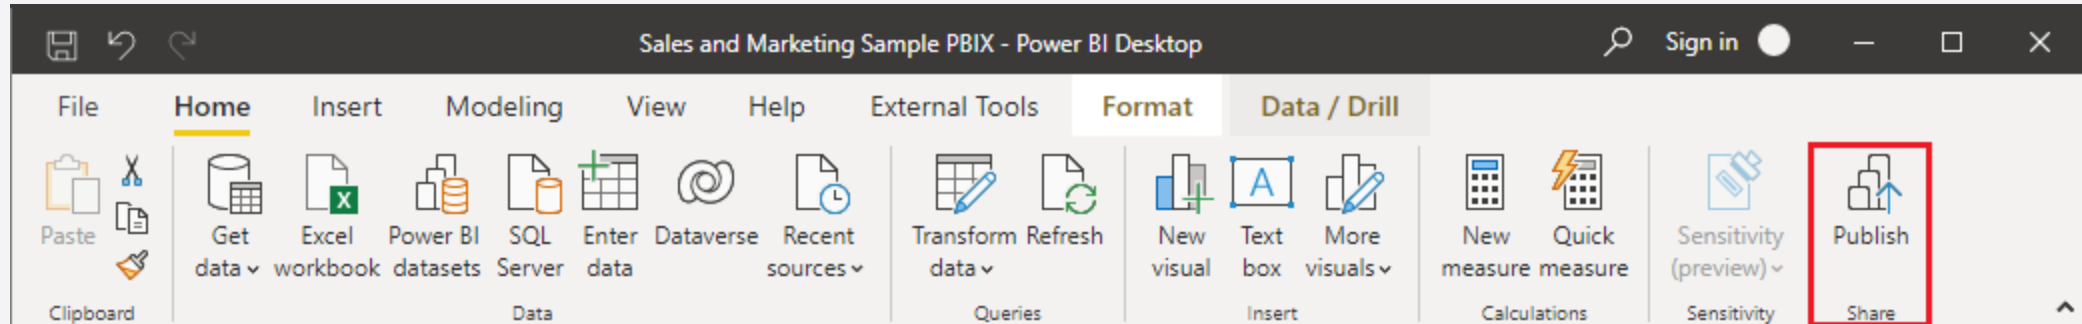 Sales and Marketing Sample PBIX - Power BI Desktop
Sign in
File Home Insert Modeling View Help External Tools Format Data / Drill
X
A
Paste Get Excel Power BI SQL Enter Dataverse Recent Transform Refresh New Text More New Quick Sensitivity Publish
data workbook datasets Server data sources data visual box visuals measure measure (preview)
Clipboard Data Queries Insert Calculations Sensitivity Share